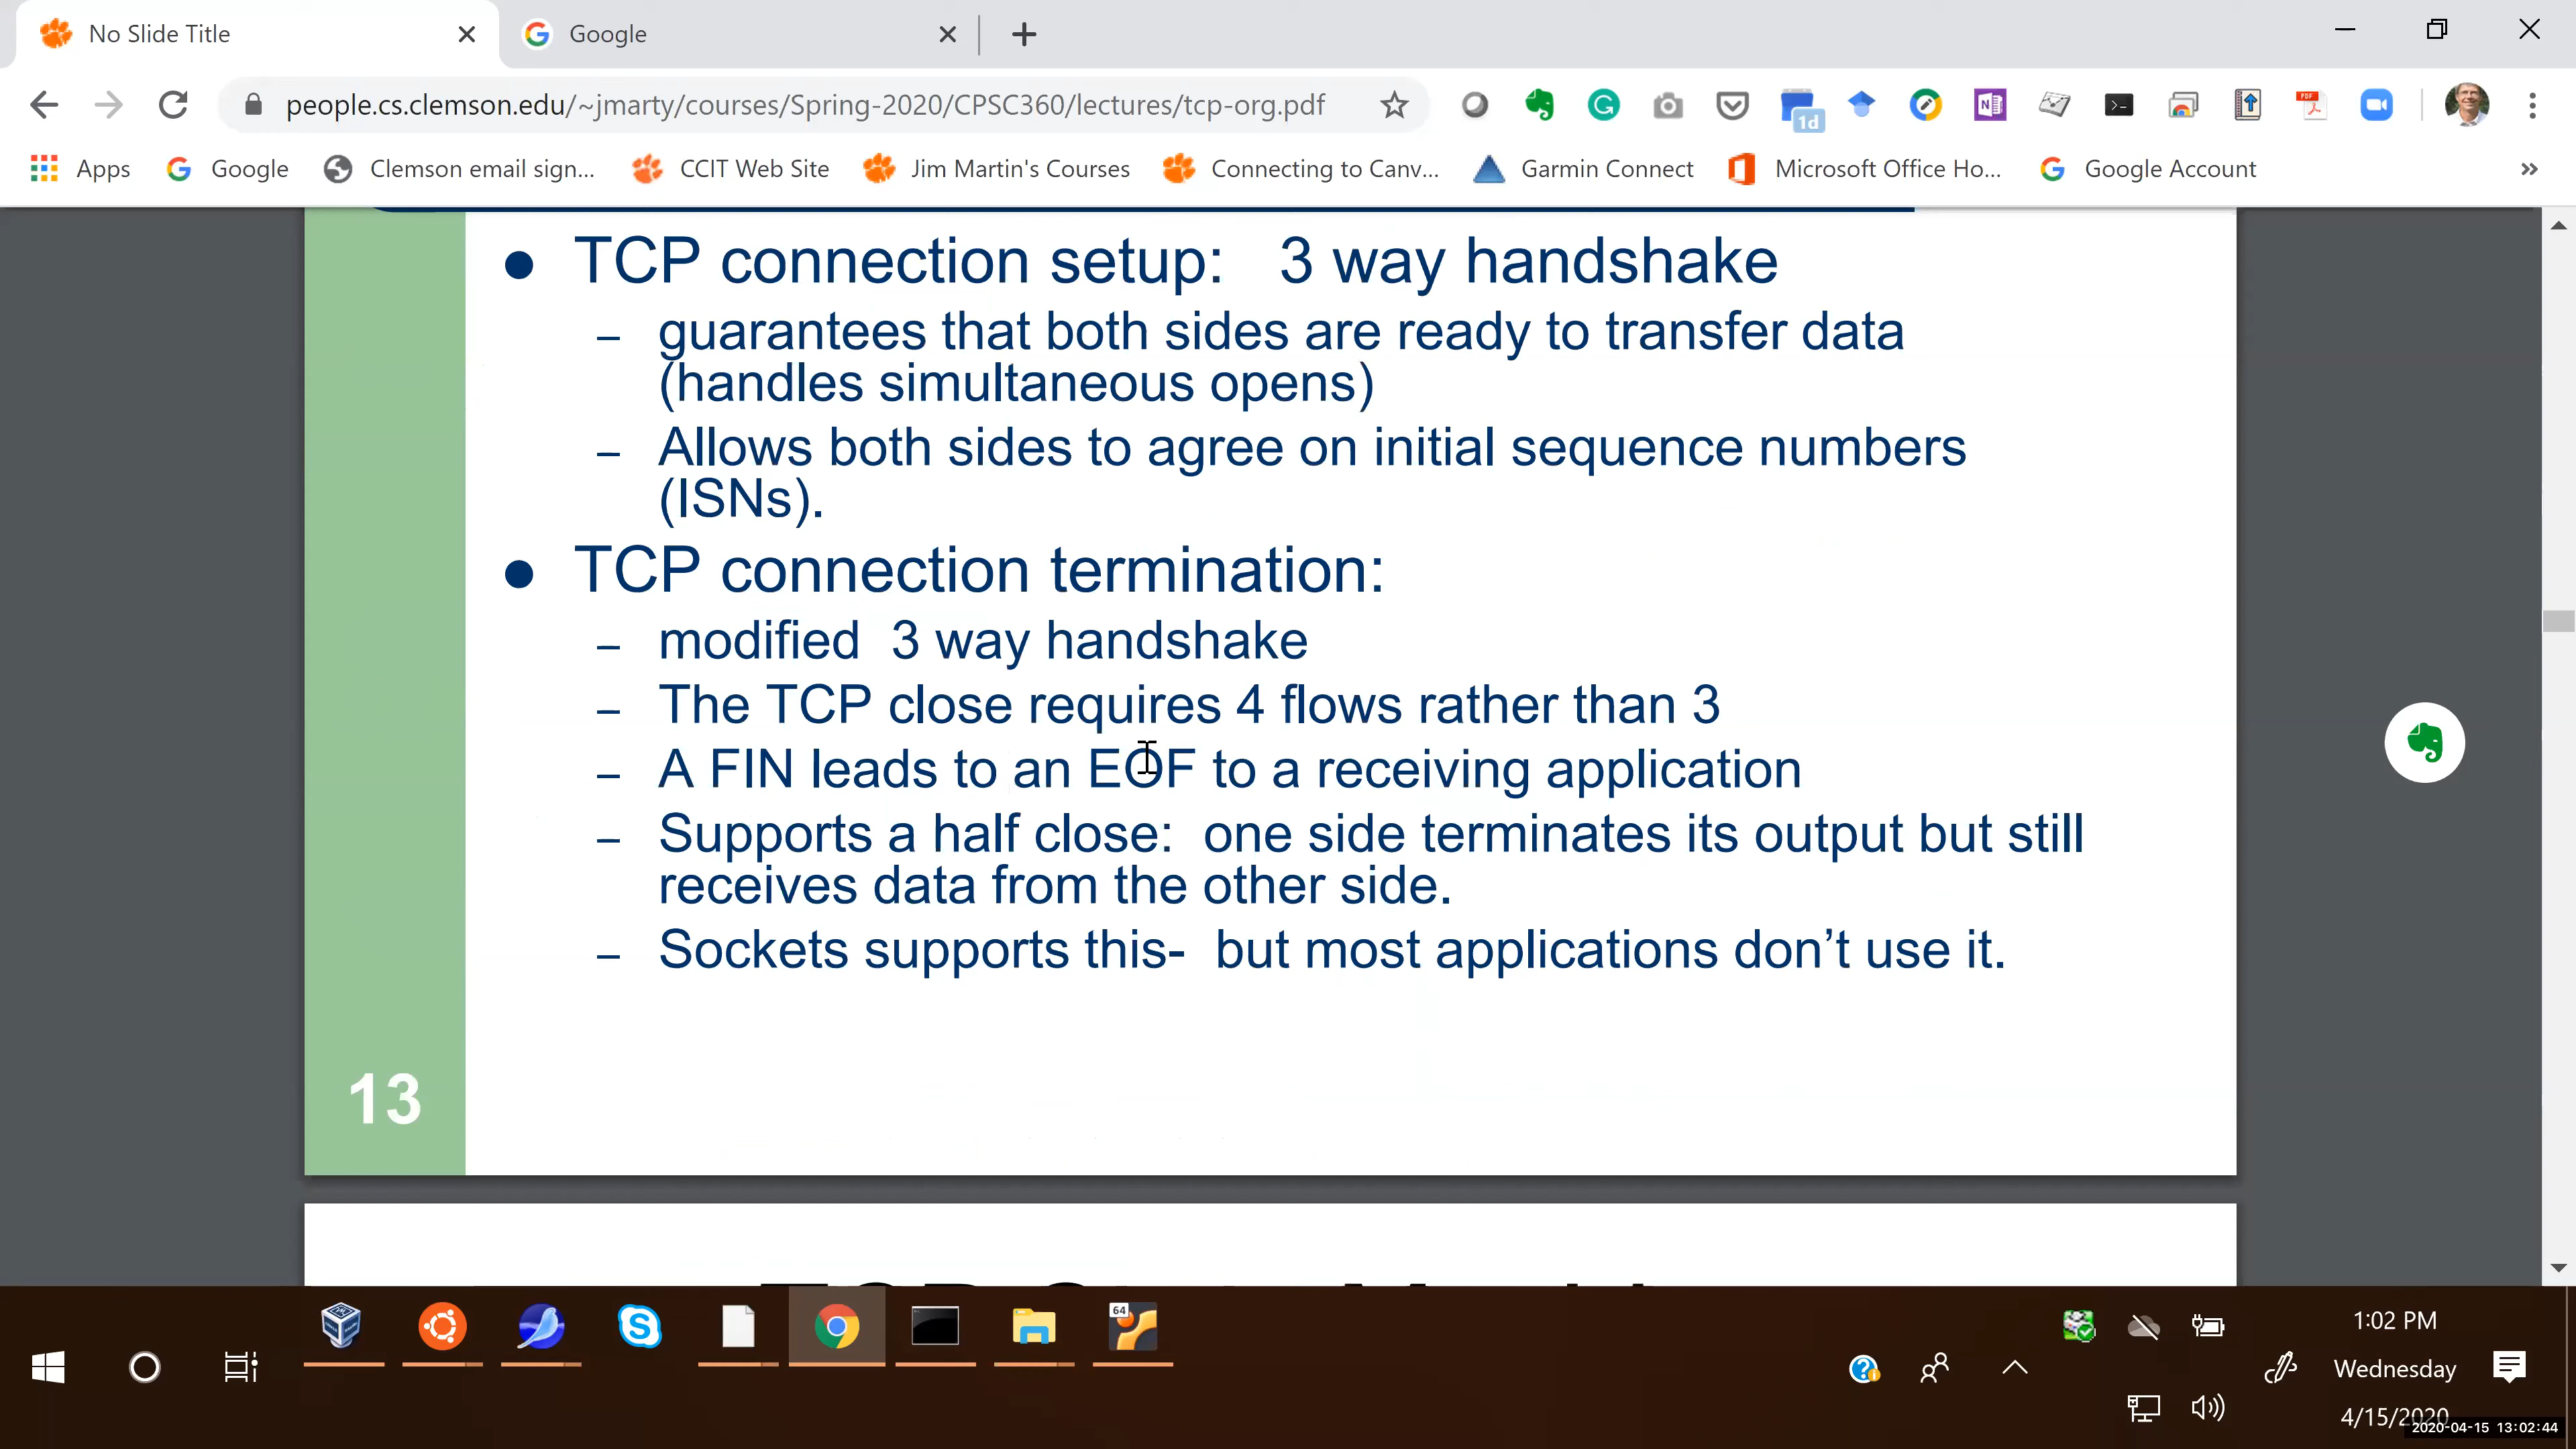 No Slide Title
Google
people.cs.clemson.edu/~jmarty/courses/Spring-2020/CPSC360/lectures/tcp-org.pdf
1d
PDF
Apps
Google
Clemson email sign...
CCIT Web Site
Jim Martin's Courses
Connecting to Canv...
Garmin Connect
Microsoft Office Ho...
Google Account
TCP connection setup: 3 way handshake
– guarantees that both sides are ready to transfer data
(handles simultaneous opens)
– Allows both sides to agree on initial sequence numbers
(ISNs).
TCP connection termination:
– modified 3 way handshake
– The TCP close requires 4 flows rather than 3
– A FIN leads to an EOF to a receiving application
– Supports a half close: one side terminates its output but still
receives data from the other side.
– Sockets supports this- but most applications don’t use it.
13
64
1:02 PM
Wednesday
4/15/2020
2020-04-15 13:02:44